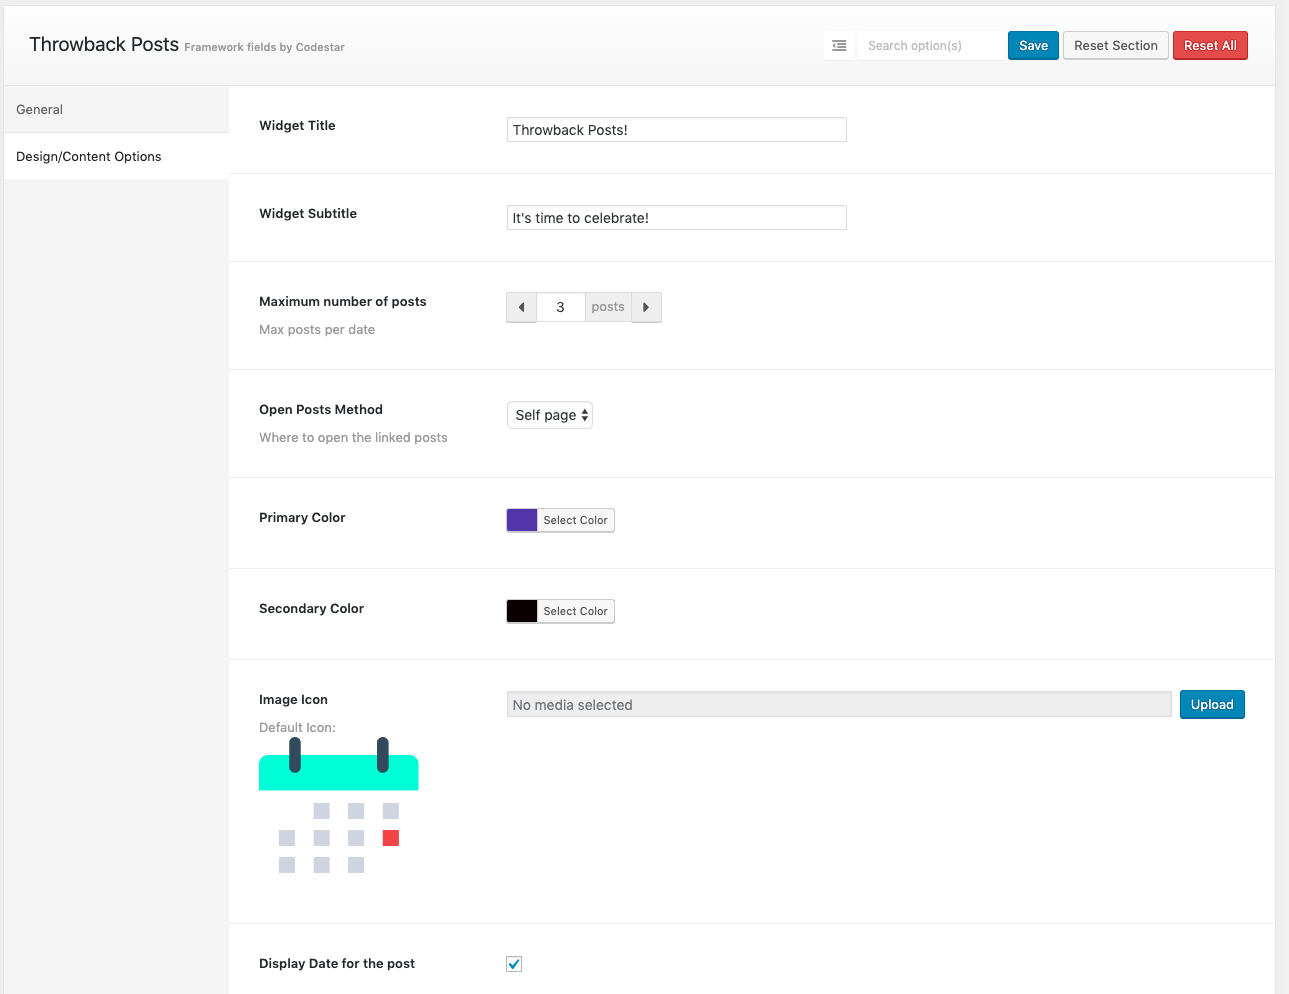 Throwback Posts Framework fields by Codestar
Search option(s)
Save
Reset Section
Reset All
General
Design/Content Options
Widget Title
Throwback Posts!
Widget Subtitle
It's time to celebrate!
Maximum number of posts
Max posts per date
3
posts
Open Posts Method
Where to open the linked posts
Self page
Primary Color
Select Color
Secondary Color
Select Color
Image Icon
Default Icon:
No media selected
Upload
Display Date for the post